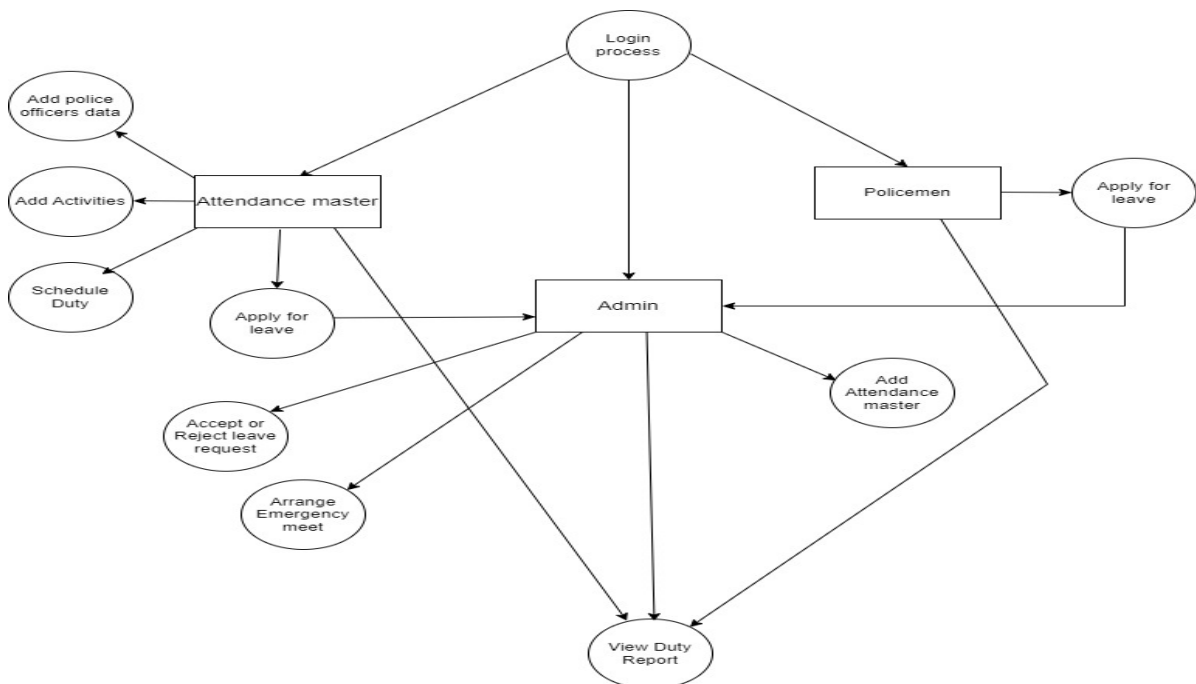 Login
process
Add police
officers data
Add Activities
Attendance master
Policemen
Apply for
leave
Schedule
Duty
Apply for
leave
Admin
Add
Attendance
master
Accept or
Reject leave
request
Arrange
Emergency
meet
View Duty
Report